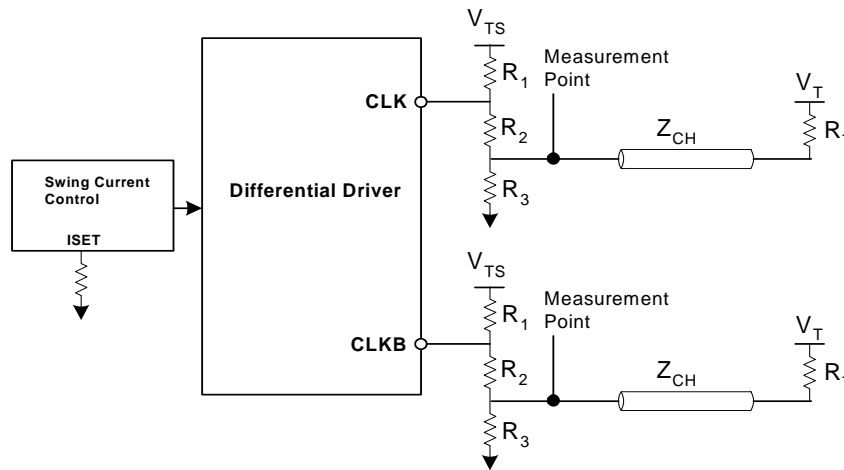 V_TS
R_1
Measurement
Point
V_T
CLK
R_2
Z_CH
R_3
Swing Current
Control
ISET
Differential Driver
V_TS
R_1
Measurement
Point
V_T
CLKB
R_2
Z_CH
R_3